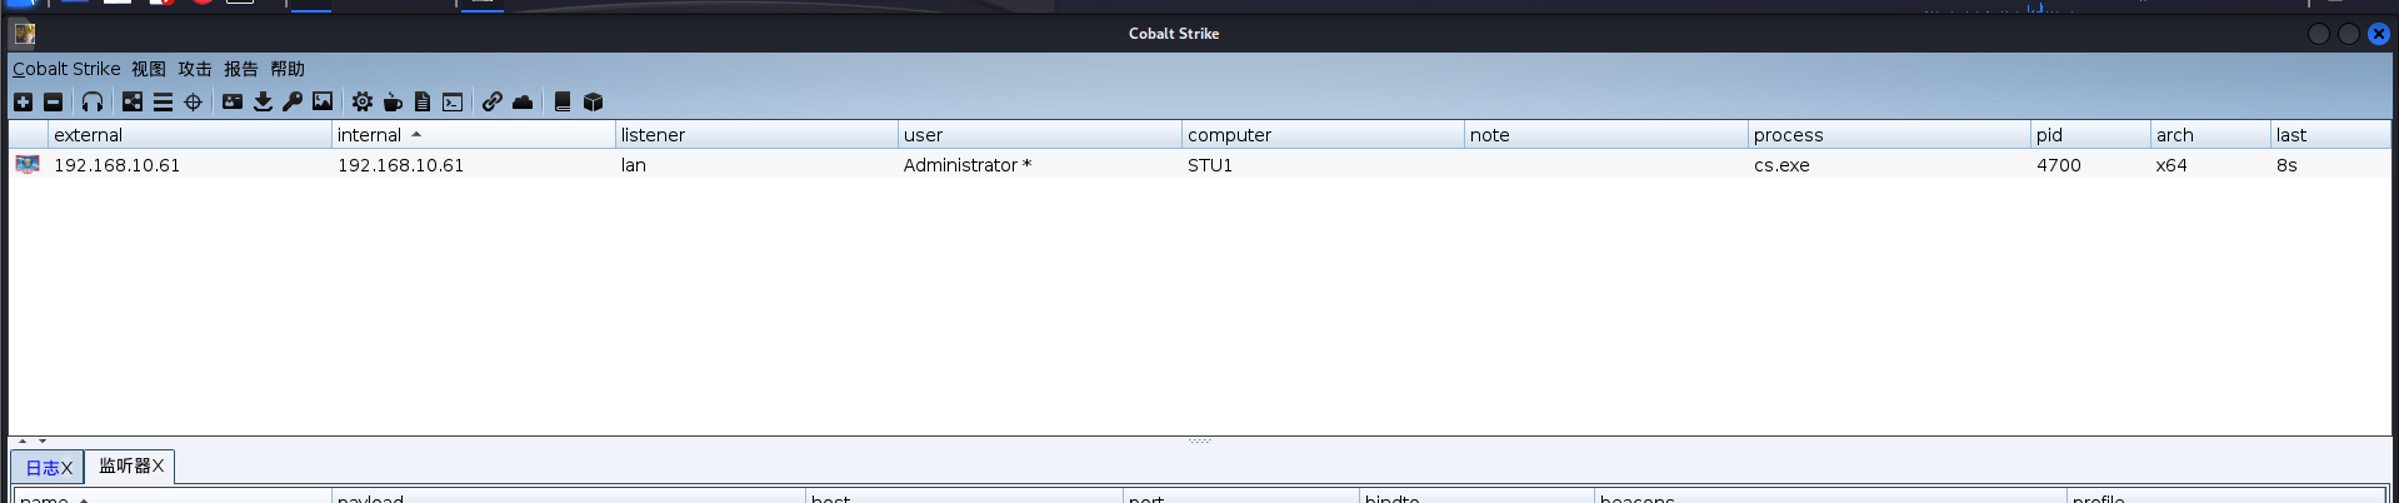 Cobalt Strike
Cobalt Strike 视图 攻击 报告 帮助
external internal listener user computer note process pid arch last
192.168.10.61 192.168.10.61 lan Administrator * STU1 cs.exe 4700 x64 8s
日志X 监听器X
name payload host port bindto beacons profile